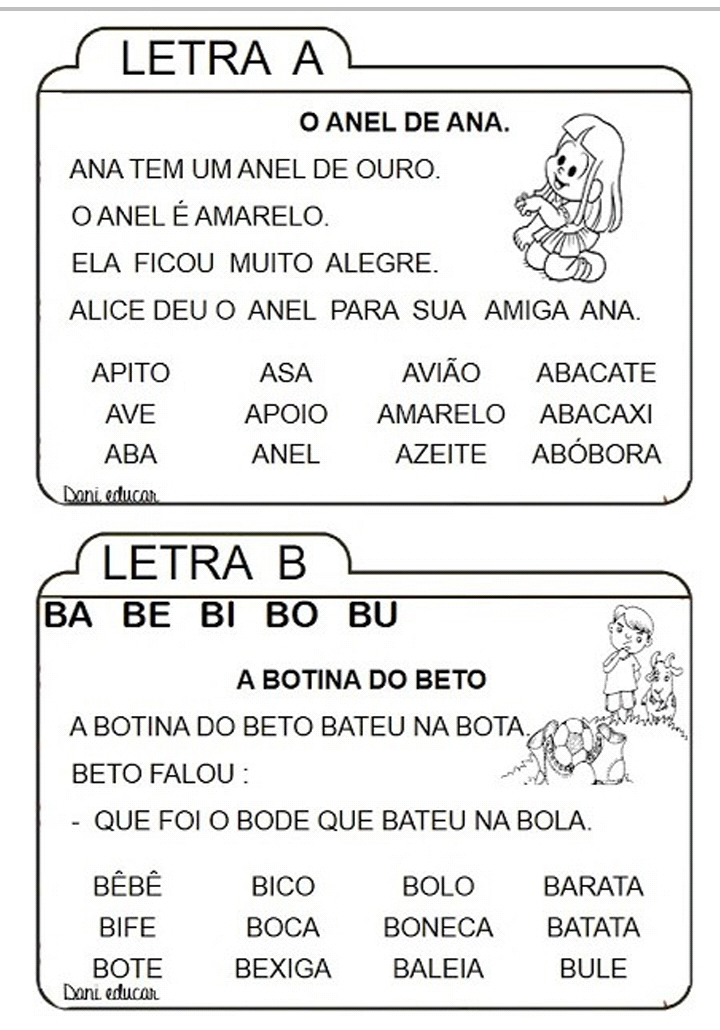 LETRA A
O ANEL DE ANA.
ANA TEM UM ANEL DE OURO.
O ANEL É AMARELO.
ELA FICOU MUITO ALEGRE.
ALICE DEU O ANEL PARA SUA AMIGA ANA.
APITO ASA AVIÃO ABACATE
AVE APOIO AMARELO ABACAXI
ABA ANEL AZEITE ABÓBORA
Dani educar
LETRA B
BA BE BI BO BU
A BOTINA DO BETO
A BOTINA DO BETO BATEU NA BOTA.
BETO FALOU :
- QUE FOI O BODE QUE BATEU NA BOLA.
BÊBÊ BICO BOLO BARATA
BIFE BOCA BONECA BATATA
BOTE BEXIGA BALEIA BULE
Dani educar